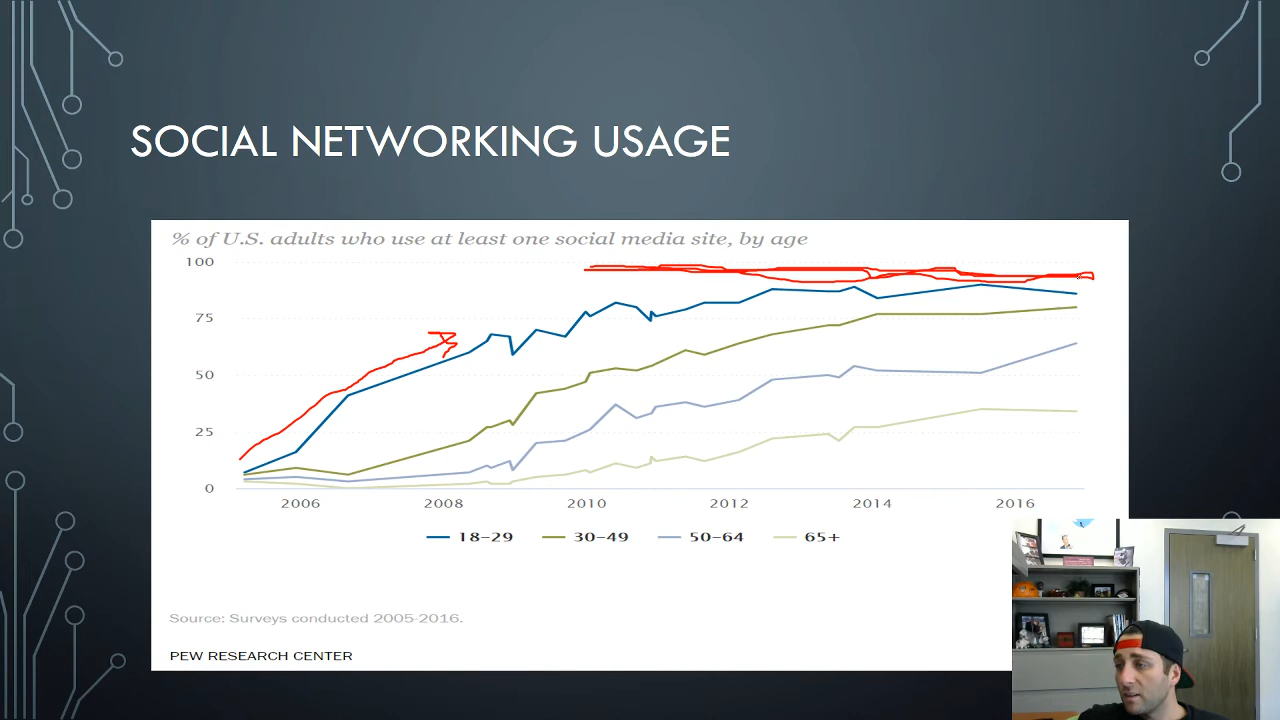 SOCIAL NETWORKING USAGE
% of U.S. adults who use at least one social media site, by age
100
75
50
25
0
2006 2008 2010 2012 2014 2016
18–29 30–49 50–64 65+
Source: Surveys conducted 2005-2016.
PEW RESEARCH CENTER